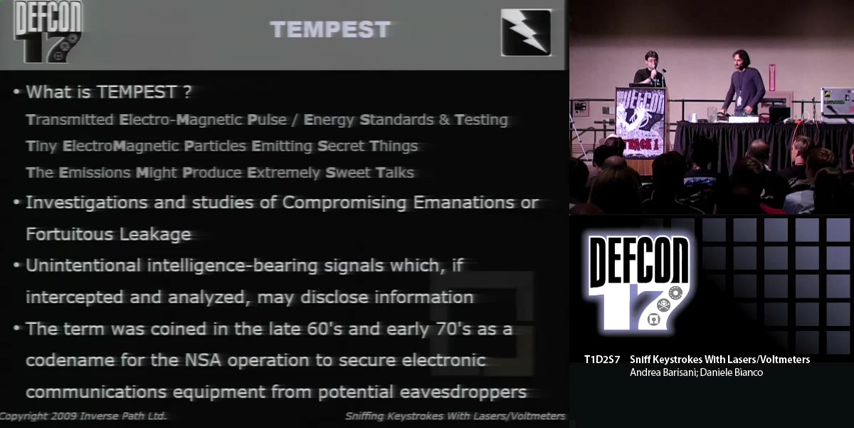 DEFCON
17
TEMPEST
• What is TEMPEST ?
Transmitted Electro-Magnetic Pulse / Energy Standards & Testing
Tiny ElectroMagnetic Particles Emitting Secret Things
The Emissions Might Produce Extremely Sweet Talks
• Investigations and studies of Compromising Emanations or
Fortuitous Leakage
• Unintentional intelligence-bearing signals which, if
intercepted and analyzed, may disclose information
• The term was coined in the late 60's and early 70's as a
codename for the NSA operation to secure electronic
communications equipment from potential eavesdroppers
Copyright 2009 Inverse Path Ltd.
Sniffing Keystrokes With Lasers/Voltmeters
DEFCON
TRACK 1
DEFCON
17
T1D2S7 Sniff Keystrokes With Lasers/Voltmeters
Andrea Barisani; Daniele Bianco